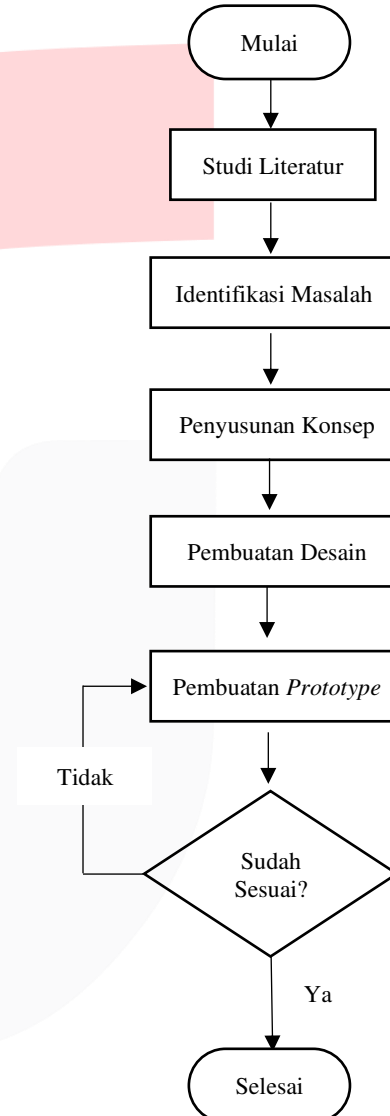 Mulai
Studi Literatur
Identifikasi Masalah
Penyusunan Konsep
Pembuatan Desain
Pembuatan Prototype
Tidak
Sudah
Sesuai?
Ya
Selesai